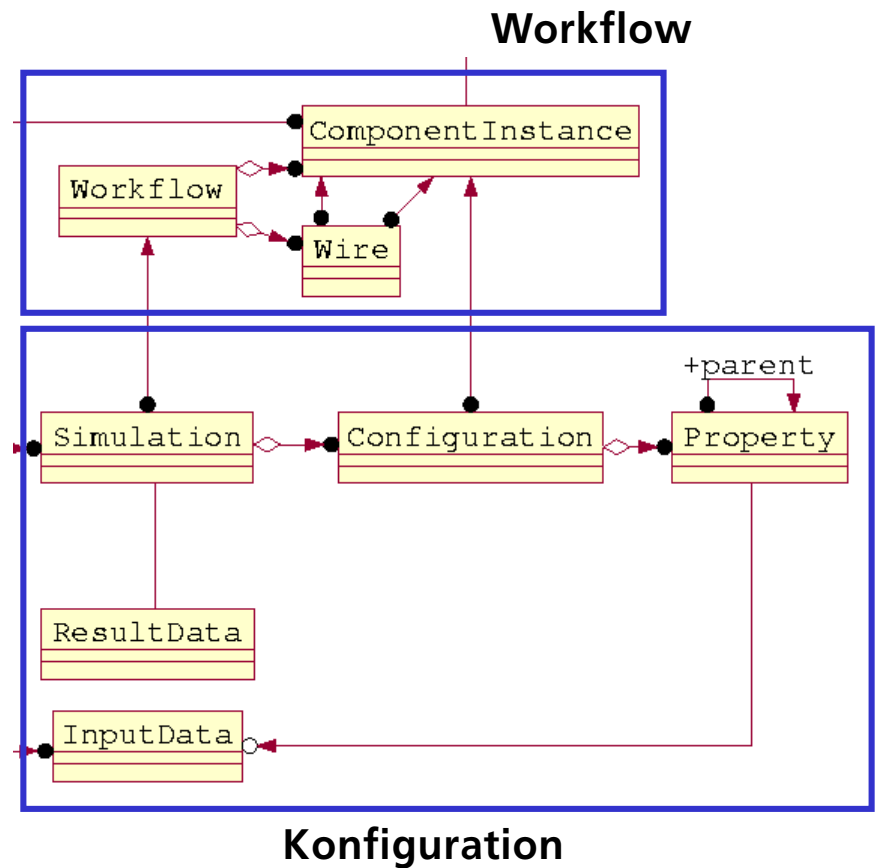 Workflow
ComponentInstance
Workflow
Wire
+parent
Simulation
Configuration
Property
ResultData
InputData
Konfiguration